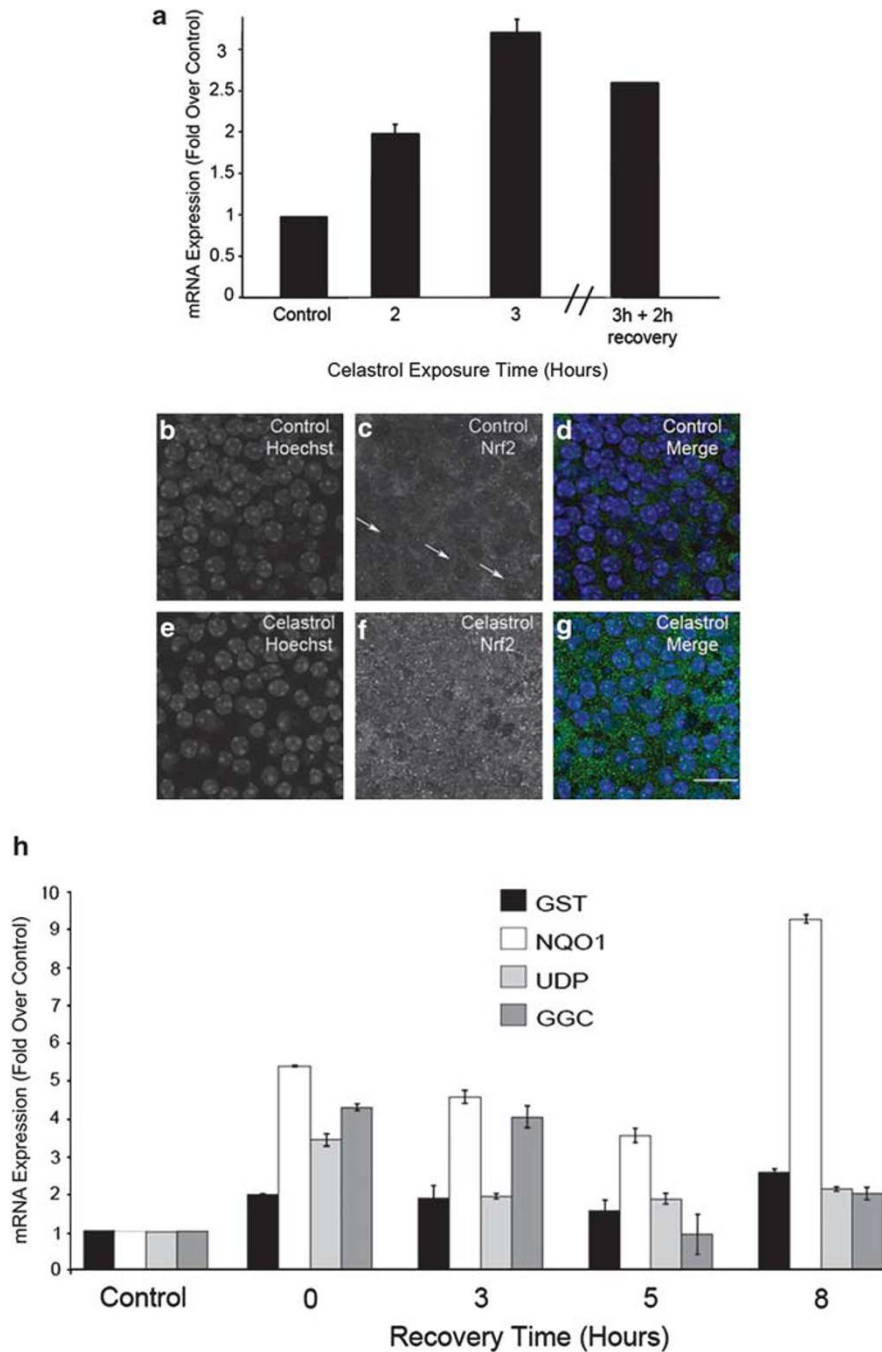 a
mRNA Expression (Fold Over Control)
3
2.5
2
1.5
1
0.5
0
Control
2
3
3h + 2h
recovery
Celastrol Exposure Time (Hours)
b
Control
Hoechst
c
Control
Nrf2
d
Control
Merge
e
Celastrol
Hoechst
f
Celastrol
Nrf2
g
Celastrol
Merge
h
mRNA Expression (Fold Over Control)
10
9
8
7
6
5
4
3
2
1
0
GST
NQO1
UDP
GGC
Control
0
3
5
8
Recovery Time (Hours)